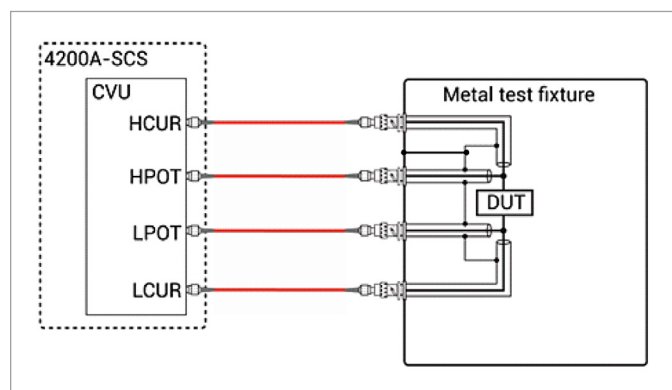 4200A-SCS
CVU
Metal test fixture
HCUR
HPOT
DUT
LPOT
LCUR